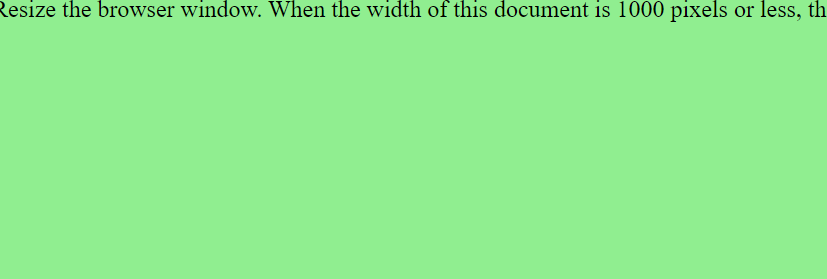 Resize the browser window. When the width of this document is 1000 pixels or less, th